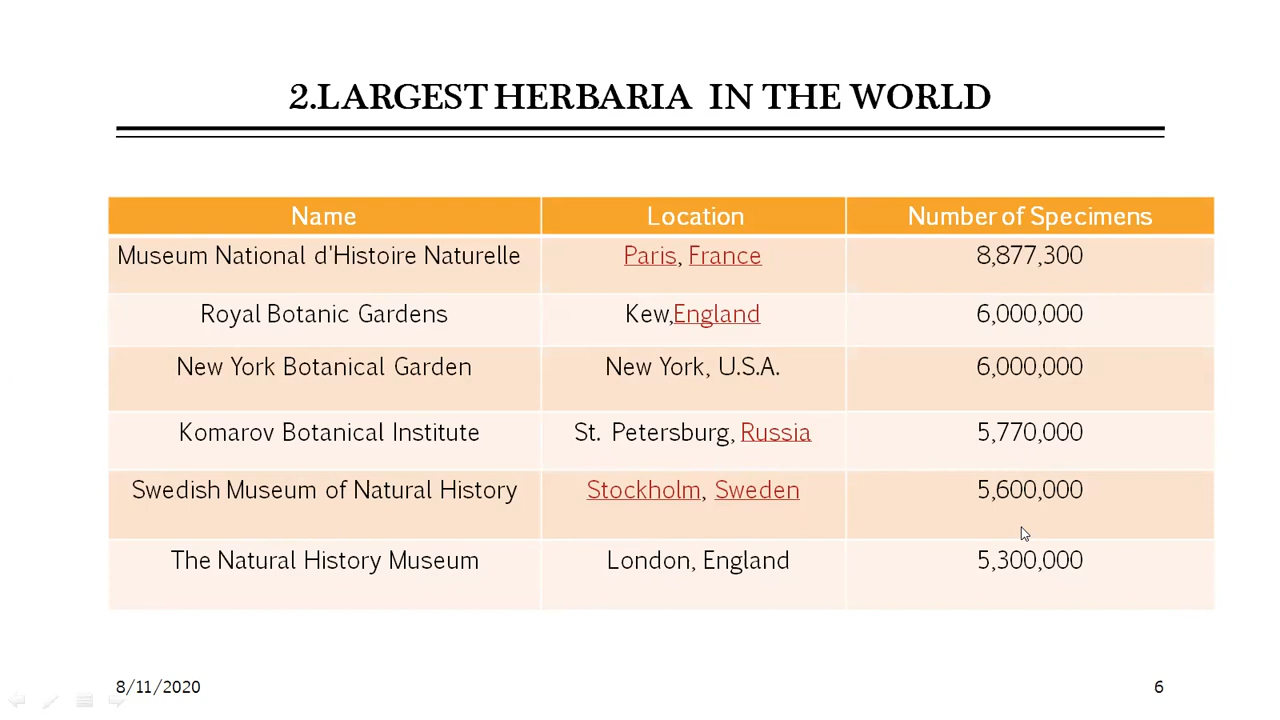 2.LARGEST HERBARIA IN THE WORLD
Name Location Number of Specimens
Museum National d'Histoire Naturelle Paris, France 8,877,300
Royal Botanic Gardens Kew,England 6,000,000
New York Botanical Garden New York, U.S.A. 6,000,000
Komarov Botanical Institute St. Petersburg, Russia 5,770,000
Swedish Museum of Natural History Stockholm, Sweden 5,600,000
The Natural History Museum London, England 5,300,000
8/11/2020 6